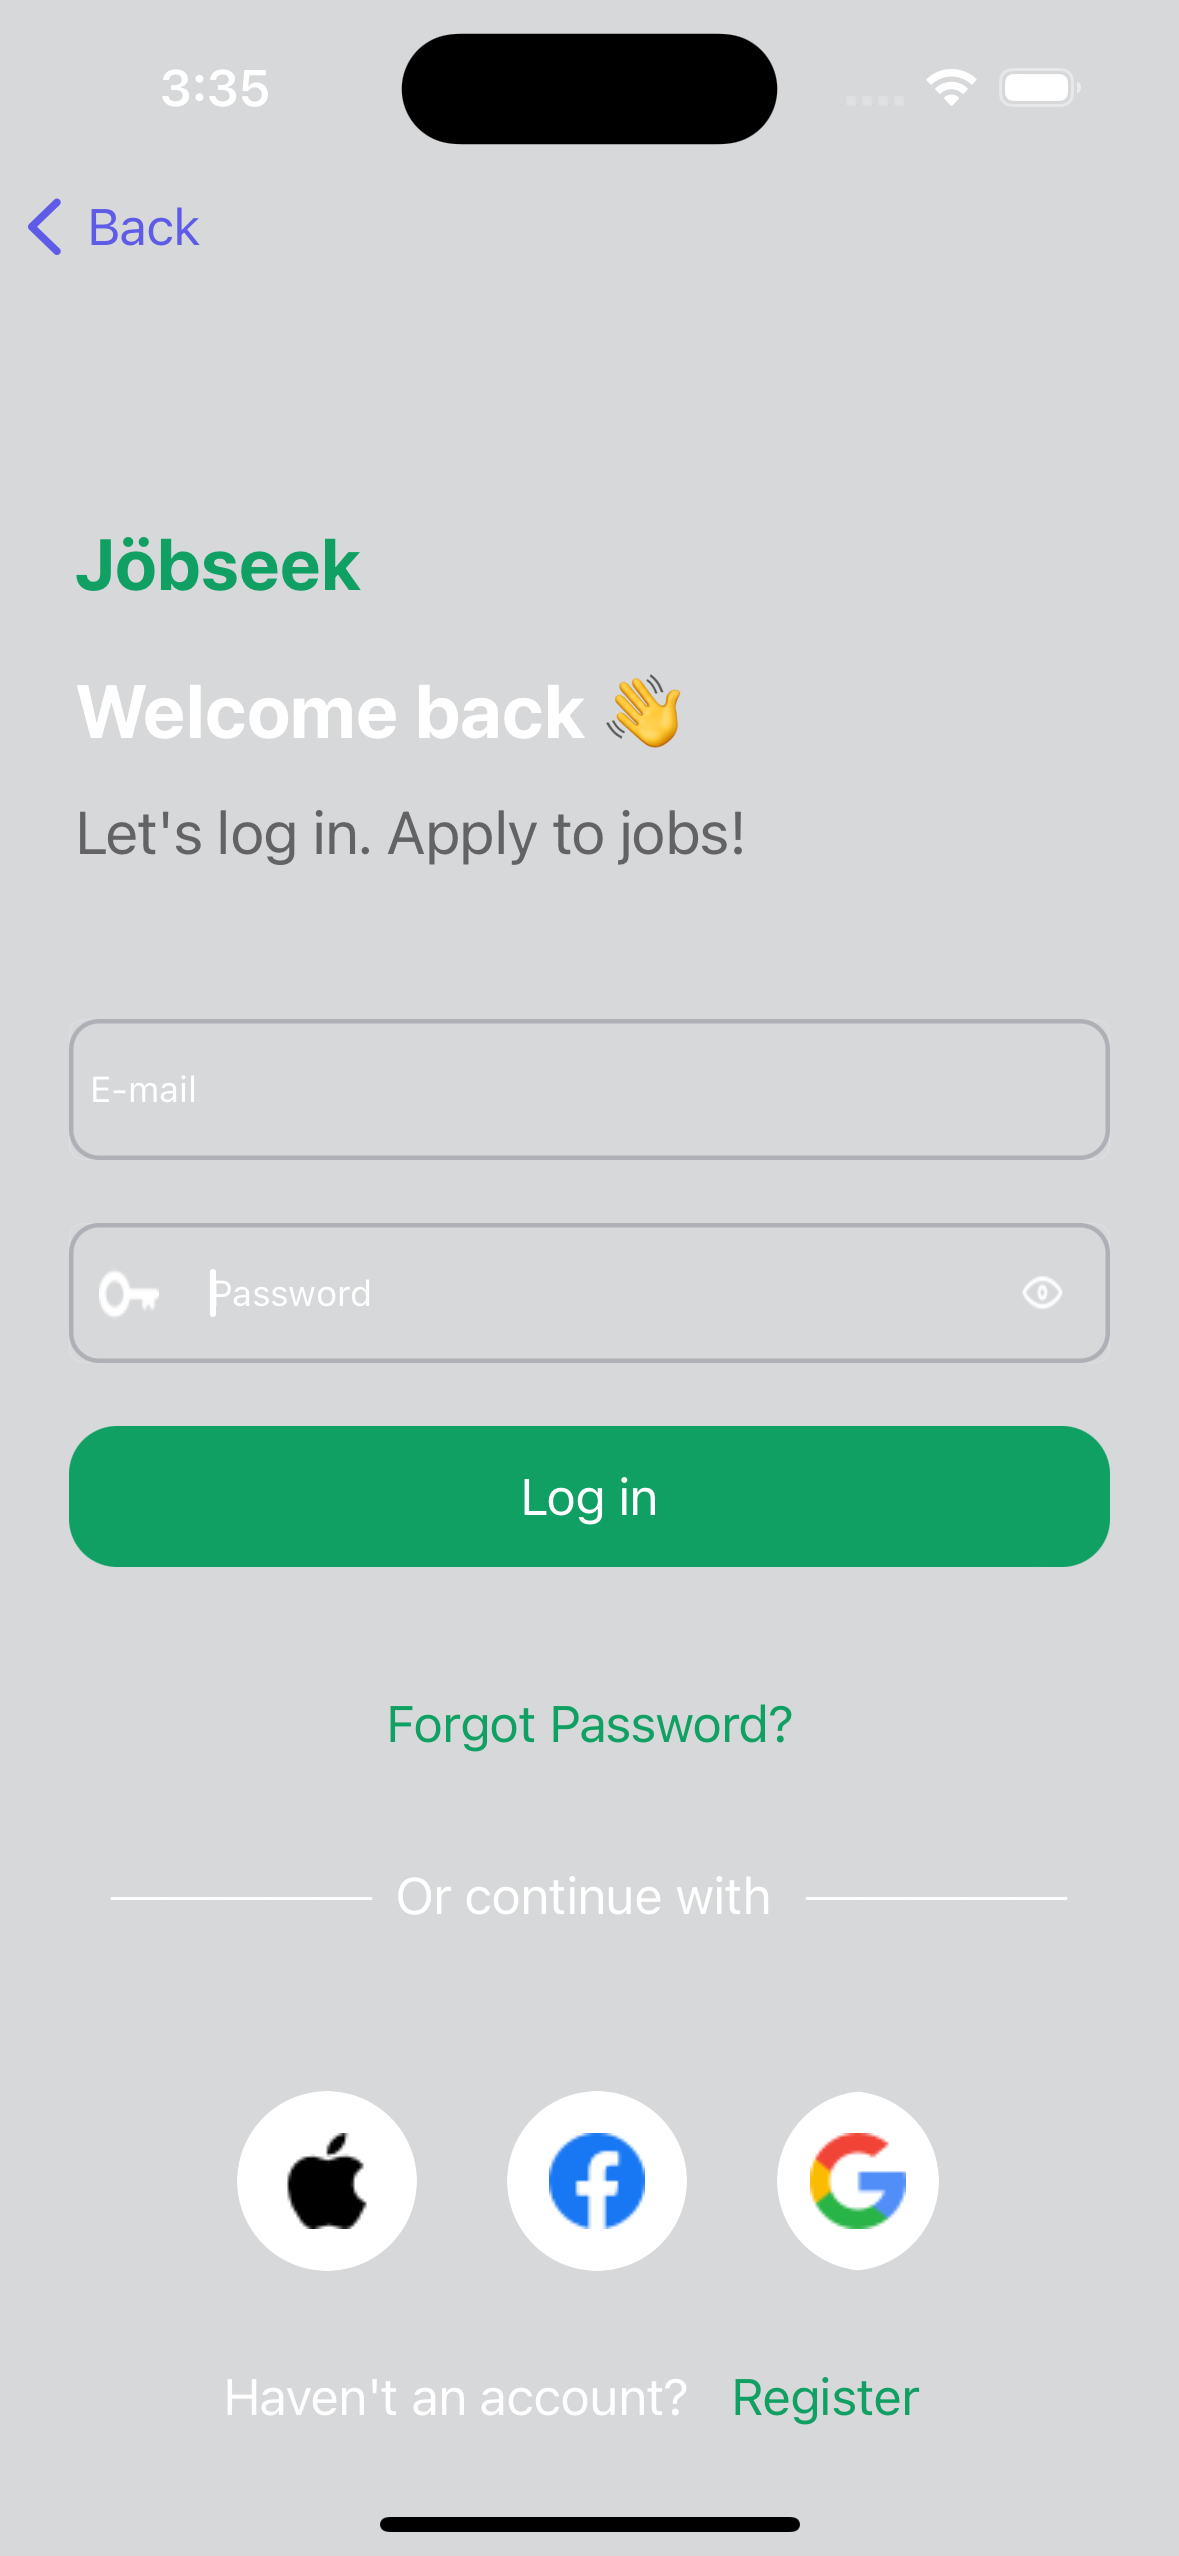 3:35
Back
Jöbseek
Welcome back 👋
Let's log in. Apply to jobs!
E-mail
Password
Log in
Forgot Password?
Or continue with
Haven't an account? Register